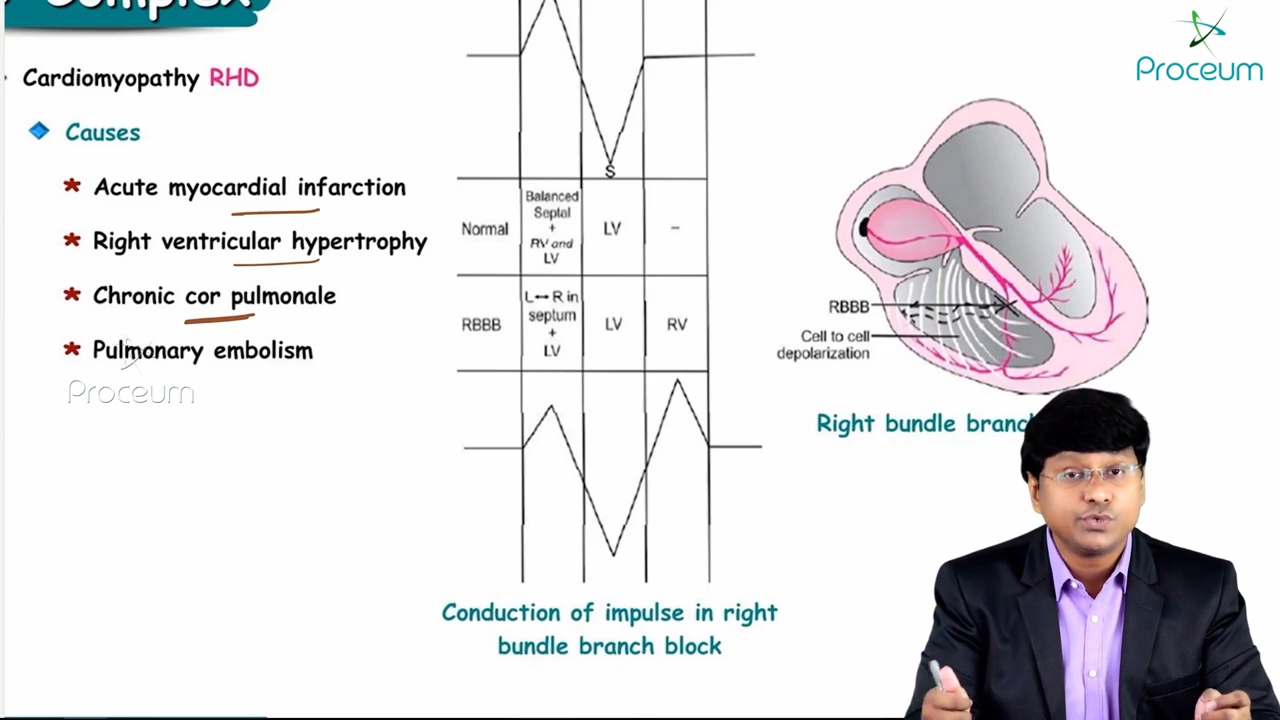 Complex
Proceum
Cardiomyopathy RHD
Causes
Acute myocardial infarction
Right ventricular hypertrophy
Chronic cor pulmonale
Pulmonary embolism
Proceum
S
Normal
Balanced
Septal
+
RV and
LV
LV
–
RBBB
L↔R in
septum
+
LV
LV
RV
Conduction of impulse in right
bundle branch block
RBBB
Cell to cell
depolarization
Right bundle branch